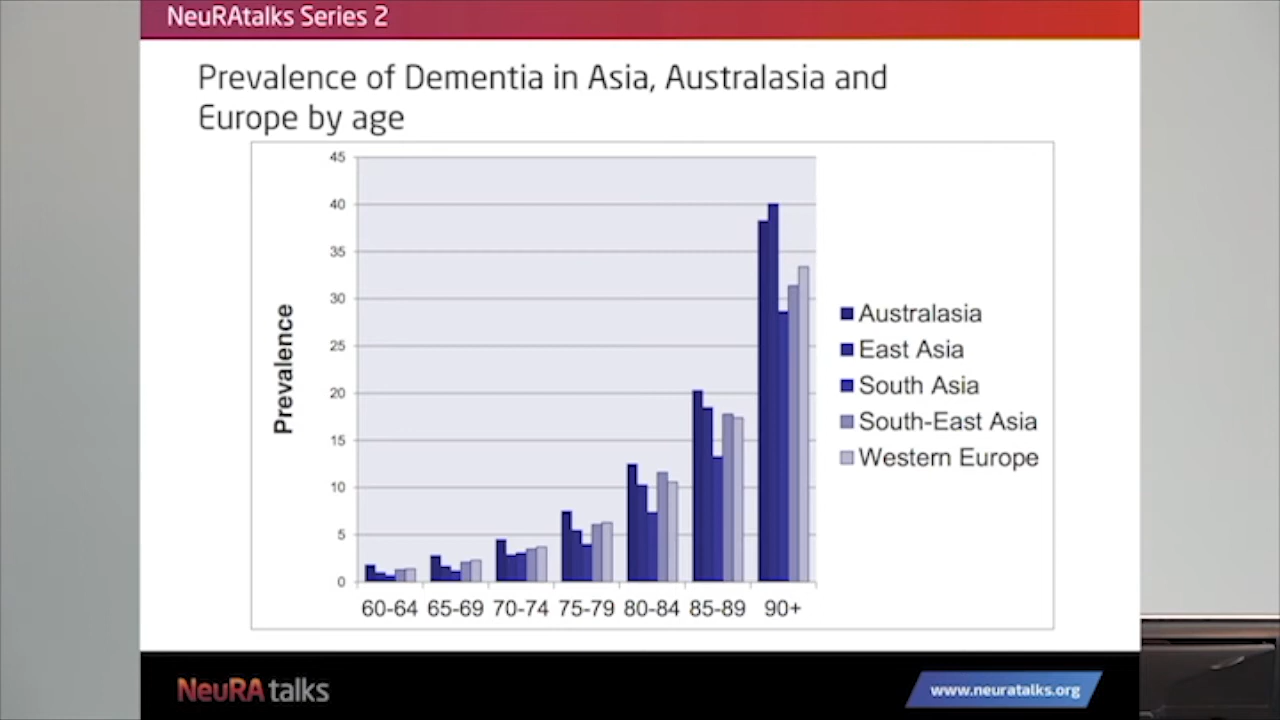 NeuRAtalks Series 2
Prevalence of Dementia in Asia, Australasia and
Europe by age
45
40
35
30
25
20
15
10
5
0
Prevalence
60-64 65-69 70-74 75-79 80-84 85-89 90+
Australasia
East Asia
South Asia
South-East Asia
Western Europe
NeuRA talks
www.neuratalks.org